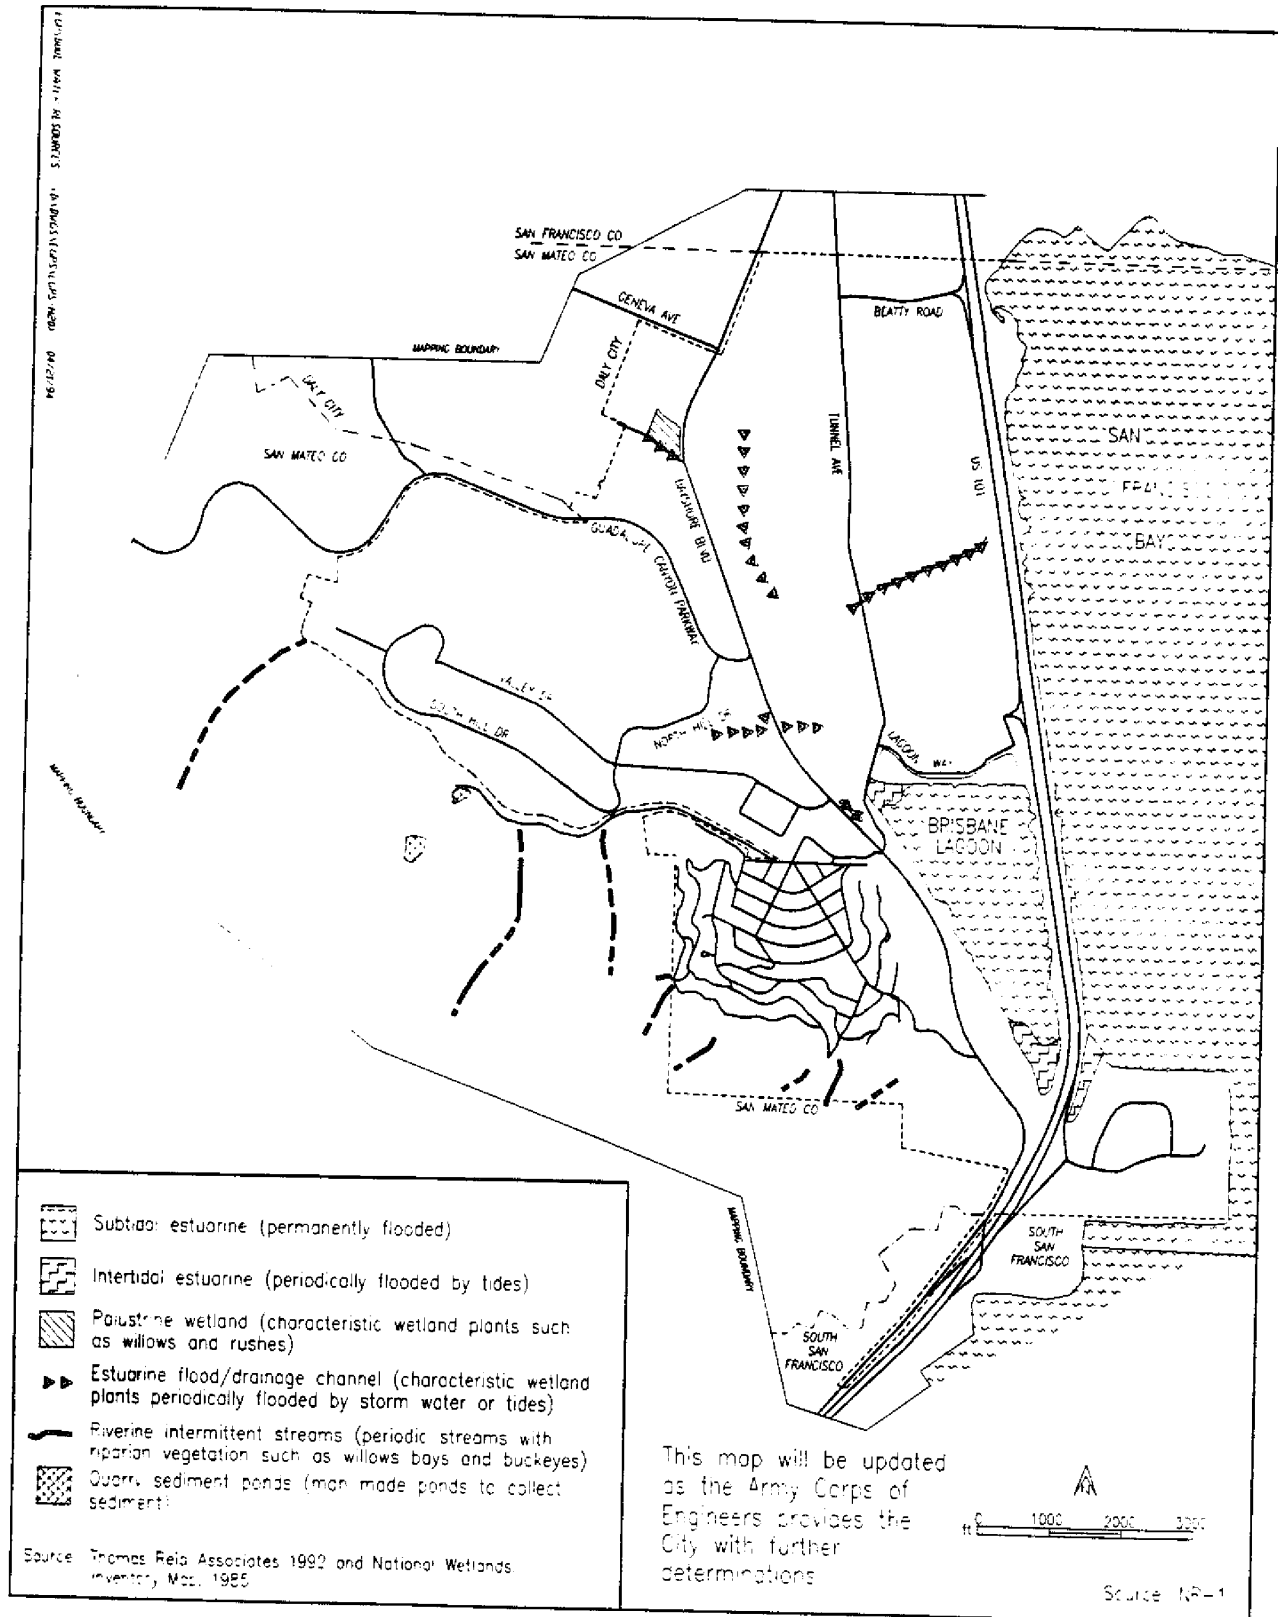 04/27/94
SAN FRANCISCO CO
SAN MATEO CO
GENEVA AVE
BEATTY ROAD
MAPPING BOUNDARY
DALY CITY
DALY CITY
SAN MATEO CO
TUNNEL AVE
US 101
SAN
BAY
BAYSHORE BLVD
CANYON PARKWAY
VALLEY DR
SOUTH HILL DR
NORTH HILL DR
LAGOON WAY
MAPPING BOUNDARY
BRISBANE
LAGOON
SAN MATEO CO
MAPPING BOUNDARY
SOUTH
SAN
FRANCISCO
SOUTH
SAN
FRANCISCO
Subtidal estuarine (permanently flooded)
Intertidal estuarine (periodically flooded by tides)
Palustrine wetland (characteristic wetland plants such
as willows and rushes)
Estuarine flood/drainage channel (characteristic wetland
plants periodically flooded by storm water or tides)
Riverine intermittent streams (periodic streams with
riparian vegetation such as willows bays and buckeyes)
Quarry sediment ponds (man made ponds to collect
sediment)
Source Thomas Reid Associates 1992 and National Wetlands
Inventory Map, 1985
This map will be updated
as the Army Corps of
Engineers provides the
City with further
determinations
ft 0 1000 2000 3000
Source NR-1